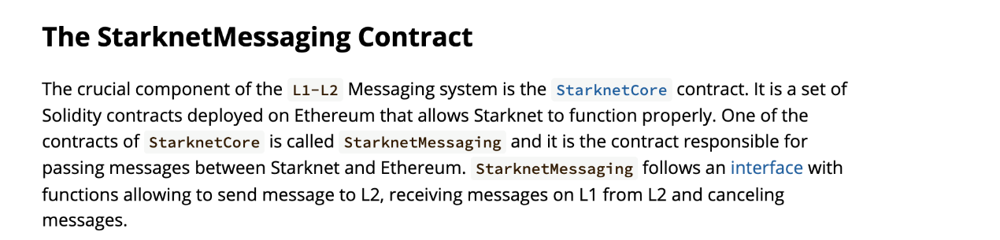 The StarknetMessaging Contract
The crucial component of the L1-L2 Messaging system is the StarknetCore contract. It is a set of
Solidity contracts deployed on Ethereum that allows Starknet to function properly. One of the
contracts of StarknetCore is called StarknetMessaging and it is the contract responsible for
passing messages between Starknet and Ethereum. StarknetMessaging follows an interface with
functions allowing to send message to L2, receiving messages on L1 from L2 and canceling
messages.